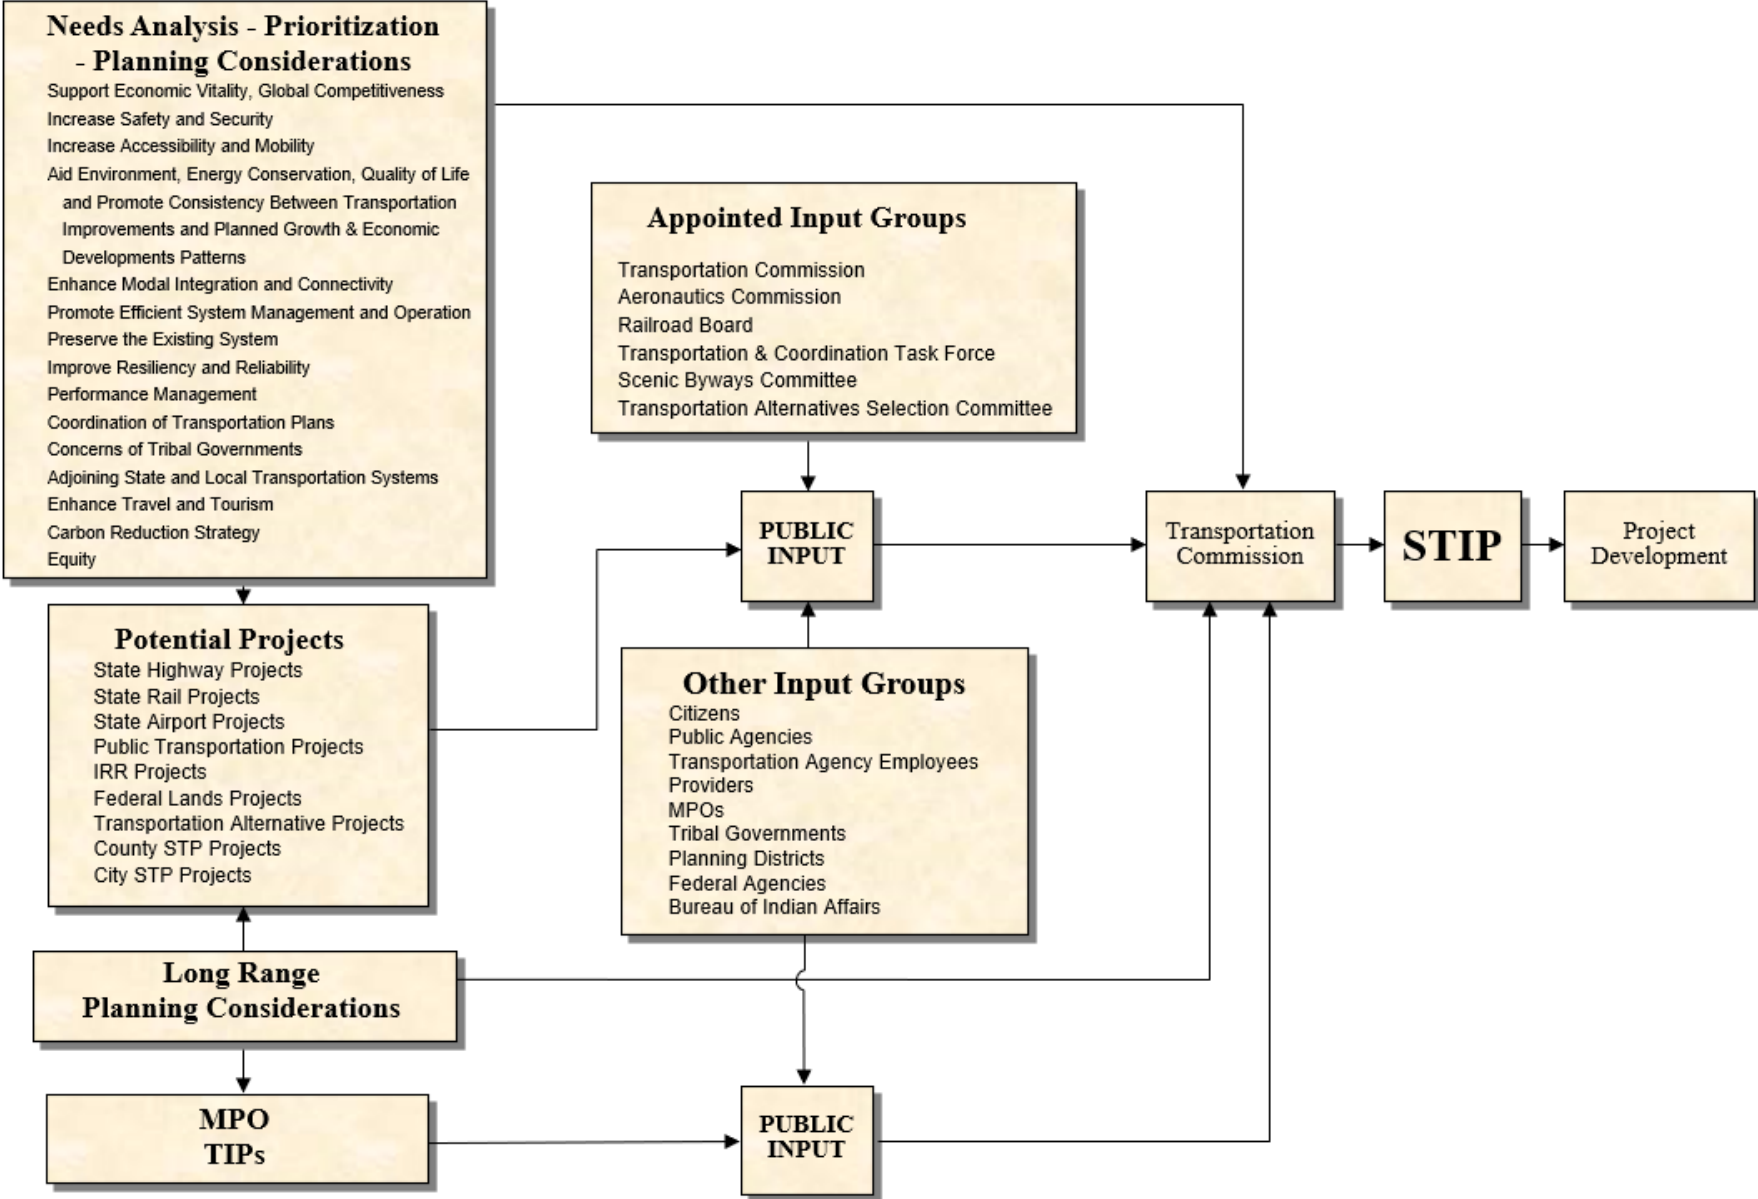 Needs Analysis - Prioritization
- Planning Considerations
Support Economic Vitality, Global Competitiveness
Increase Safety and Security
Increase Accessibility and Mobility
Aid Environment, Energy Conservation, Quality of Life
and Promote Consistency Between Transportation
Improvements and Planned Growth & Economic
Developments Patterns
Enhance Modal Integration and Connectivity
Promote Efficient System Management and Operation
Preserve the Existing System
Improve Resiliency and Reliability
Performance Management
Coordination of Transportation Plans
Concerns of Tribal Governments
Adjoining State and Local Transportation Systems
Enhance Travel and Tourism
Carbon Reduction Strategy
Equity
Potential Projects
State Highway Projects
State Rail Projects
State Airport Projects
Public Transportation Projects
IRR Projects
Federal Lands Projects
Transportation Alternative Projects
County STP Projects
City STP Projects
Long Range
Planning Considerations
MPO
TIPs
Appointed Input Groups
Transportation Commission
Aeronautics Commission
Railroad Board
Transportation & Coordination Task Force
Scenic Byways Committee
Transportation Alternatives Selection Committee
PUBLIC
INPUT
Other Input Groups
Citizens
Public Agencies
Transportation Agency Employees
Providers
MPOs
Tribal Governments
Planning Districts
Federal Agencies
Bureau of Indian Affairs
PUBLIC
INPUT
Transportation
Commission
STIP
Project
Development